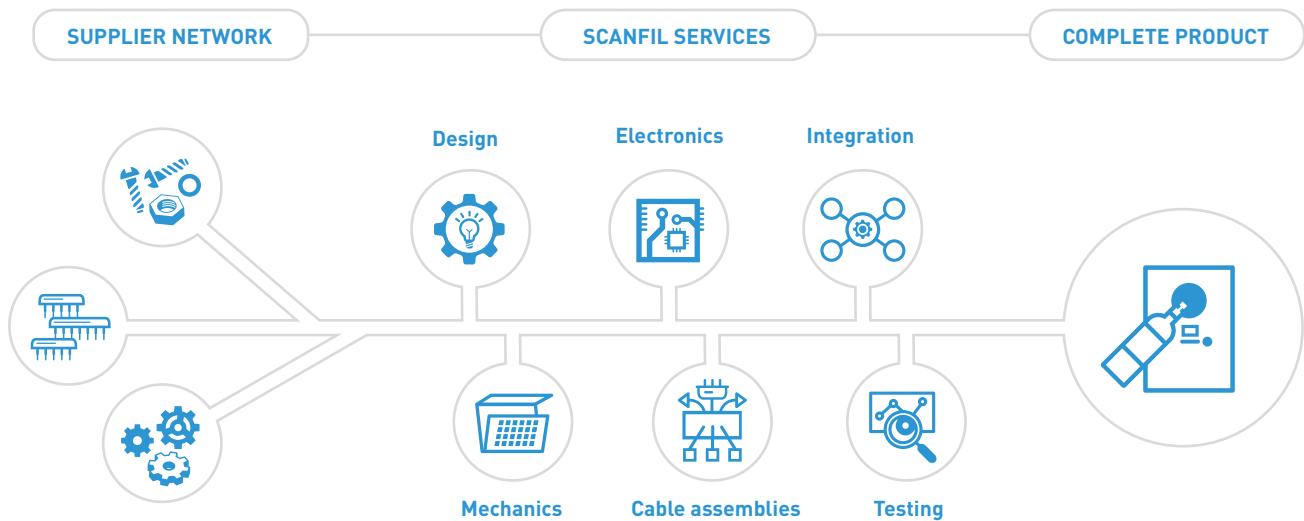 SUPPLIER NETWORK
SCANFIL SERVICES
COMPLETE PRODUCT
Design
Electronics
Integration
Mechanics
Cable assemblies
Testing